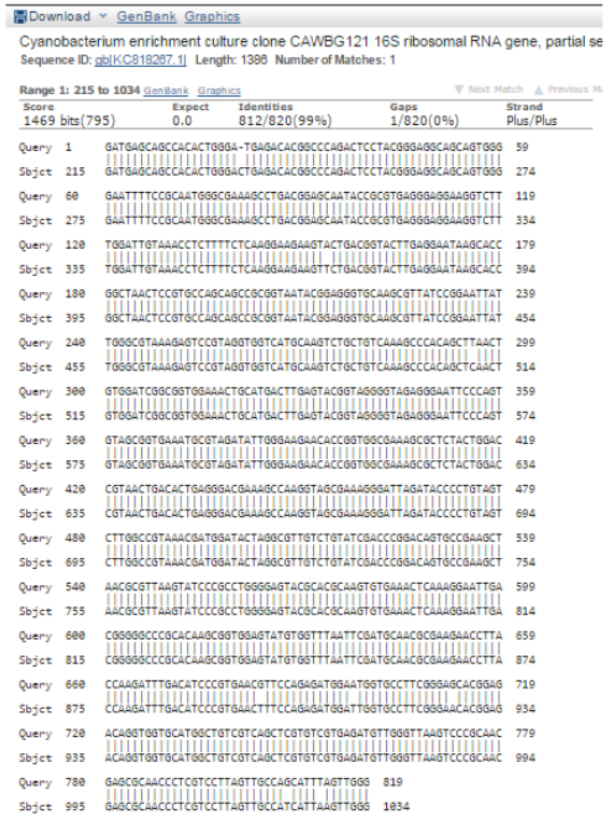 Download GenBank Graphics
Cyanobacterium enrichment culture clone CAWBG121 16S ribosomal RNA gene, partial se
Sequence ID: gb|KC818267.1| Length: 1386 Number of Matches: 1
Range 1: 215 to 1034 GenBank Graphics Next Match Previous M
Score Expect Identities Gaps Strand
1469 bits(795) 0.0 812/820(99%) 1/820(0%) Plus/Plus
Query 1 GATGAGCAGCCACACTGGGA-TGAGACACGGCCCAGACTCCTACGGGAGGCAGCAGTGGG 59
Sbjct 215 GATGAGCAGCCACACTGGGACTGAGACACGGCCCAGACTCCTACGGGAGGCAGCAGTGGG 274
Query 60 GAATTTTCCGCAATGGGCGAAAGCCTGACGGAGCAATACCGCGTGAGGGAGGAAGGTCTT 119
Sbjct 275 GAATTTTCCGCAATGGGCGAAAGCCTGACGGAGCAATACCGCGTGAGGGAGGAAGGTCTT 334
Query 120 TGGATTGTAAACCTCTTTTCTCAAGGAAGAAGTACTGACGGTACTTGAGGAATAAGCACC 179
Sbjct 335 TGGATTGTAAACCTCTTTTCTCAAGGAAGAAGTTCTGACGGTACTTGAGGAATAAGCACC 394
Query 180 GGCTAACTCCGTGCCAGCAGCCGCGGTAATACGGAGGGTGCAAGCGTTATCCGGAATTAT 239
Sbjct 395 GGCTAACTCCGTGCCAGCAGCCGCGGTAATACGGAGGGTGCAAGCGTTATCCGGAATTAT 454
Query 240 TGGGCGTAAAGAGTCCGTAGGTGGTCATGCAAGTCTGCTGTCAAAGCCCACAGCTTAACT 299
Sbjct 455 TGGGCGTAAAGAGTCCGTAGGTGGTCATGCAAGTCTGCTGTCAAAGCCCACAGCTCAACT 514
Query 300 GTGGATCGGCGGTGGAAACTGCATGACTTGAGTACGGTAGGGGTAGAGGGAATTCCCAGT 359
Sbjct 515 GTGGATCGGCGGTGGAAACTGCATGACTTGAGTACGGTAGGGGTAGAGGGAATTCCCAGT 574
Query 360 GTAGCGGTGAAATGCGTAGATATTGGGAAGAACACCGGTGGCGAAAGCGCTCTACTGGAC 419
Sbjct 575 GTAGCGGTGAAATGCGTAGATATTGGGAAGAACACCGGTGGCGAAAGCGCTCTACTGGAC 634
Query 420 CGTAACTGACACTGAGGGACGAAAGCCAAGGTAGCGAAAGGGATTAGATACCCCTGTAGT 479
Sbjct 635 CGTAACTGACACTGAGGGACGAAAGCCAAGGTAGCGAAAGGGATTAGATACCCCTGTAGT 694
Query 480 CTTGGCCGTAAACGATGGATACTAGGCGTTGTCTGTATCGACCCGGACAGTGCCGAAGCT 539
Sbjct 695 CTTGGCCGTAAACGATGGATACTAGGCGTTGTCTGTATCGACCCGGACAGTGCCGAAGCT 754
Query 540 AACGCGTTAAGTATCCCGCCTGGGGAGTACGCACGCAAGTGTGAAACTCAAAGGAATTGA 599
Sbjct 755 AACGCGTTAAGTATCCCGCCTGGGGAGTACGCACGCAAGTGTGAAACTCAAAGGAATTGA 814
Query 600 CGGGGGCCCGCACAAGCGGTGGAGTATGTGGTTTAATTCGATGCAACGCGAAGAACCTTA 659
Sbjct 815 CGGGGGCCCGCACAAGCGGTGGAGTATGTGGTTTAATTCGATGCAACGCGAAGAACCTTA 874
Query 660 CCAAGATTTGACATCCCGTGAACGTTCCAGAGATGGAATGGTGCCTTCGGGAGCACGGAG 719
Sbjct 875 CCAAGATTTGACATCCCGTGAACTTTCCAGAGATGGATTGGTGCCTTCGGGAACACGGAG 934
Query 720 ACAGGTGGTGCATGGCTGTCGTCAGCTCGTGTCGTGAGATGTTGGGTTAAGTCCCGCAAC 779
Sbjct 935 ACAGGTGGTGCATGGCTGTCGTCAGCTCGTGTCGTGAGATGTTGGGTTAAGTCCCGCAAC 994
Query 780 GAGCGCAACCCTCGTCCTTAGTTGCCAGCATTTAGTTGGG 819
Sbjct 995 GAGCGCAACCCTCGTCCTTAGTTGCCATCATTAAGTTGGG 1034